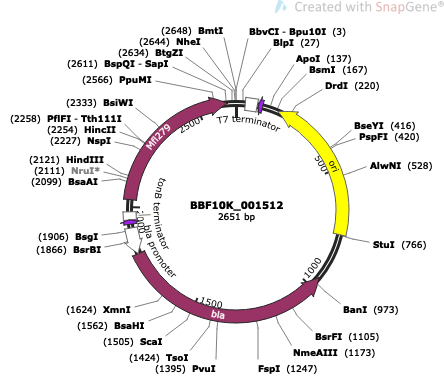 Created with SnapGene®
(2648) BmtI
(2644) NheI
(2634) BtgZI
(2611) BspQI - SapI
(2566) PpuMI
(2333) BsiWI
(2258) PflFI - Tth111I
(2254) HincII
(2227) NspI
(2121) HindIII
(2111) NruI*
(2099) BsaAI
(1906) BsgI
(1866) BsrBI
(1624) XmnI
(1562) BsaHI
(1505) ScaI
(1424) TsoI
(1395) PvuI
BbvCI - Bpu10I (3)
BlpI (27)
ApoI (137)
BsmI (167)
DrdI (220)
BseYI (416)
PspFI (420)
AlwNI (528)
StuI (766)
BanI (973)
BsrFI (1105)
NmeAIII (1173)
FspI (1247)
T7 terminator
ori
bla
bla promoter
tonB terminator
Mfl279
500
1000
1500
2500
BBF10K_001512
2651 bp